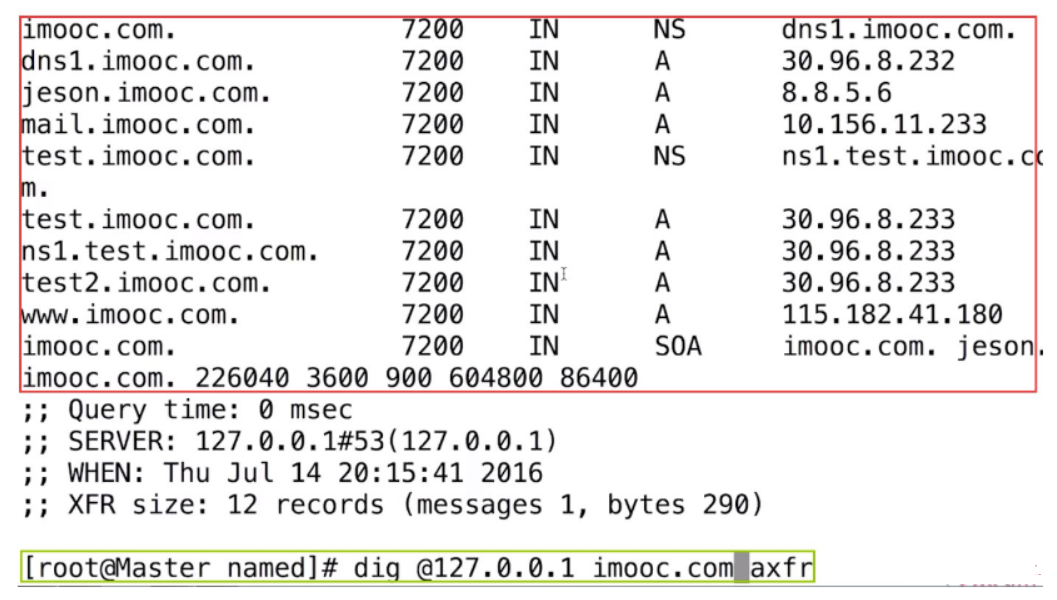 imooc.com. 7200 IN NS dns1.imooc.com.
dns1.imooc.com. 7200 IN A 30.96.8.232
jeson.imooc.com. 7200 IN A 8.8.5.6
mail.imooc.com. 7200 IN A 10.156.11.233
test.imooc.com. 7200 IN NS ns1.test.imooc.co
m.
test.imooc.com. 7200 IN A 30.96.8.233
ns1.test.imooc.com. 7200 IN A 30.96.8.233
test2.imooc.com. 7200 IN A 30.96.8.233
www.imooc.com. 7200 IN A 115.182.41.180
imooc.com. 7200 IN SOA imooc.com. jeson.
imooc.com. 226040 3600 900 604800 86400
;; Query time: 0 msec
;; SERVER: 127.0.0.1#53(127.0.0.1)
;; WHEN: Thu Jul 14 20:15:41 2016
;; XFR size: 12 records (messages 1, bytes 290)
[root@Master named]# dig @127.0.0.1 imooc.com axfr